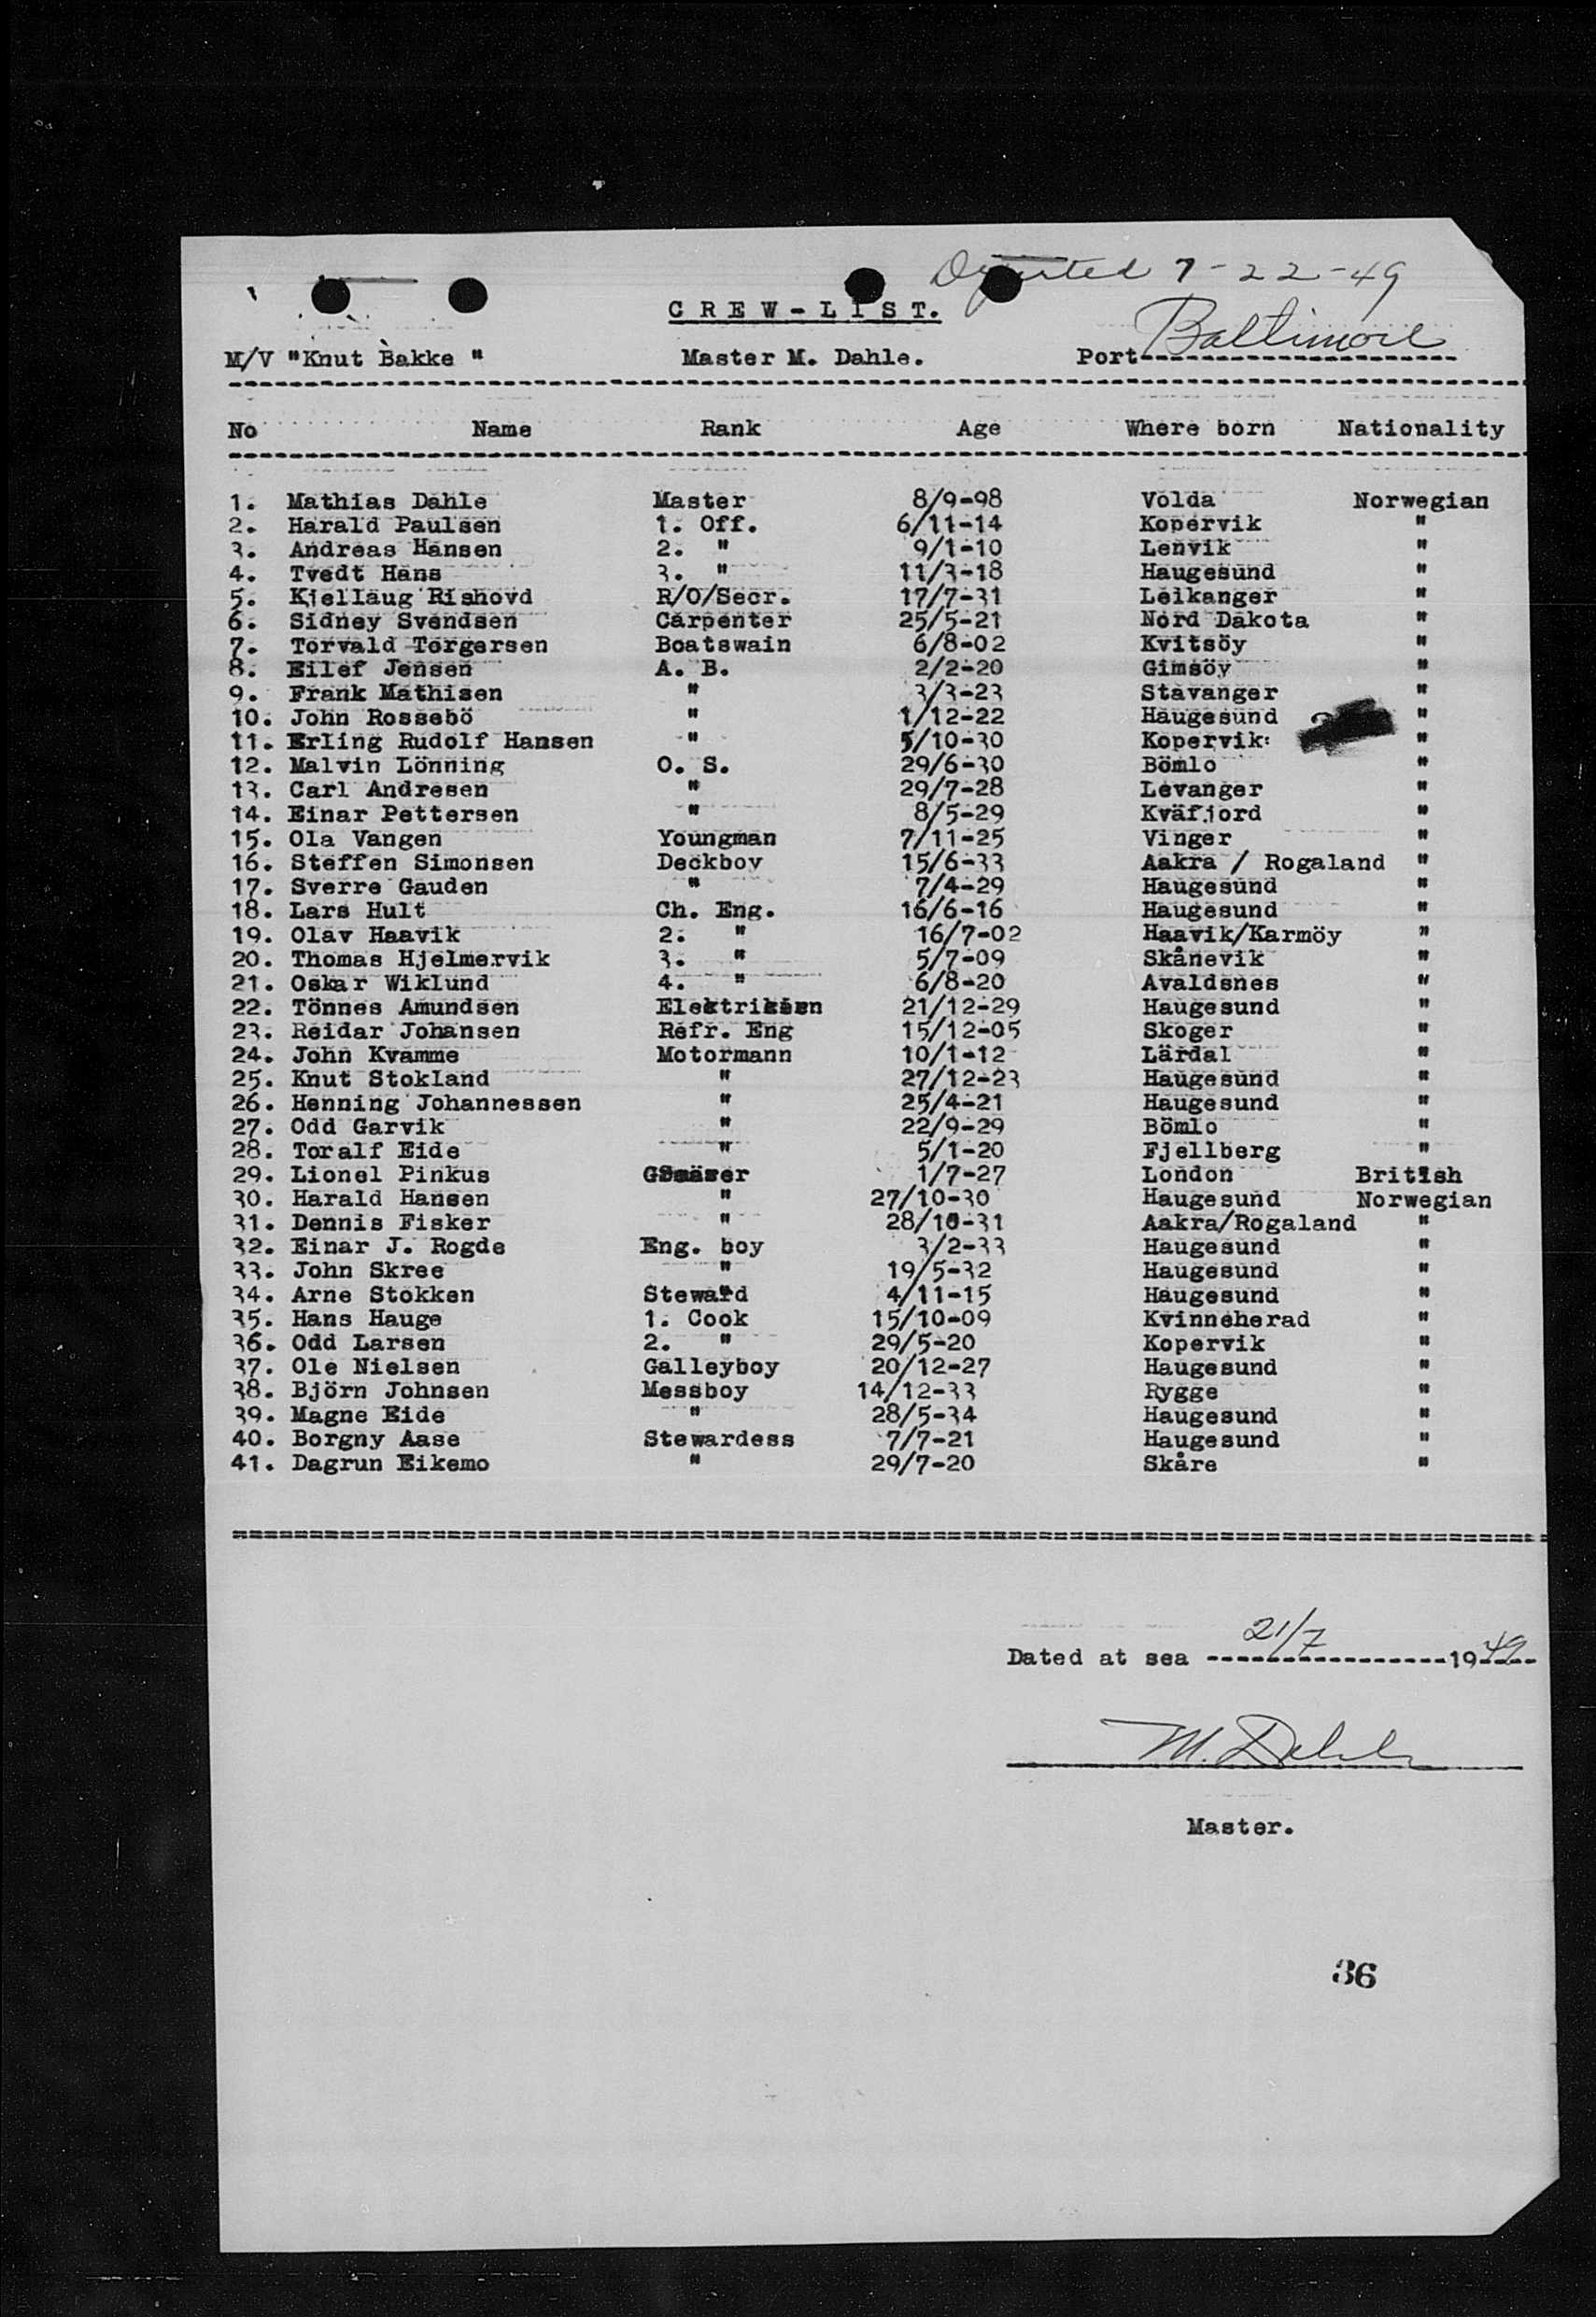 Departed 7-22-49
CREW-LIST.
M/V "Knut Bakke " Master M. Dahle. Port Baltimore
No Name Rank Age Where born Nationality
1. Mathias Dahle Master 8/9-98 Volda Norwegian
2. Harald Paulsen 1. Off. 6/11-14 Kopervik "
3. Andreas Hansen 2. " 9/1-10 Lenvik "
4. Tvedt Hans 3. " 11/3-18 Haugesund "
5. Kjellaug Rishovd R/O/Secr. 17/7-31 Leikanger "
6. Sidney Svendsen Carpenter 25/5-21 Nord Dakota "
7. Torvald Torgersen Boatswain 6/8-02 Kvitsöy "
8. Eilef Jensen A. B. 2/2-20 Gimsöy "
9. Frank Mathisen " 3/3-23 Stavanger "
10. John Rossebö " 1/12-22 Haugesund "
11. Erling Rudolf Hansen " 5/10-30 Kopervik "
12. Malvin Lönning O. S. 29/6-30 Bömlo "
13. Carl Andresen " 29/7-28 Levanger "
14. Einar Pettersen " 8/5-29 Kväfjord "
15. Ola Vangen Youngman 7/11-25 Vinger "
16. Steffen Simonsen Deckboy 15/6-33 Aakra / Rogaland "
17. Sverre Gauden " 7/4-29 Haugesund "
18. Lars Hult Ch. Eng. 16/6-16 Haugesund "
19. Olav Haavik 2. " 16/7-02 Haavik/Karmöy "
20. Thomas Hjelmervik 3. " 5/7-09 Skånevik "
21. Oskar Wiklund 4. " 6/8-20 Avaldsnes "
22. Tönnes Amundsen 21/12-29 Haugesund "
23. Reidar Johansen Refr. Eng 15/12-05 Skoger "
24. John Kvamme Motormann 10/1-12 Lärdal "
25. Knut Stokland " 27/12-23 Haugesund "
26. Henning Johannessen " 25/4-21 Haugesund "
27. Odd Garvik " 22/9-29 Bömlo "
28. Toralf Eide " 5/1-20 Fjellberg "
29. Lionel Pinkus 1/7-27 London British
30. Harald Hansen " 27/10-30 Haugesund Norwegian
31. Dennis Fisker " 28/10-31 Aakra/Rogaland "
32. Einar J. Rogde Eng. boy 3/2-33 Haugesund "
33. John Skree " 19/5-32 Haugesund "
34. Arne Stokken Steward 4/11-15 Haugesund "
35. Hans Hauge 1. Cook 15/10-09 Kvinneherad "
36. Odd Larsen 2. " 29/5-20 Kopervik "
37. Ole Nielsen Galleyboy 20/12-27 Haugesund "
38. Björn Johnsen Messboy 14/12-33 Rygge "
39. Magne Eide " 28/5-34 Haugesund "
40. Borgny Aase Stewardess 7/7-21 Haugesund "
41. Dagrun Eikemo " 29/7-20 Skåre "
Dated at sea 21/7 1949
M. Dahle
Master.
36